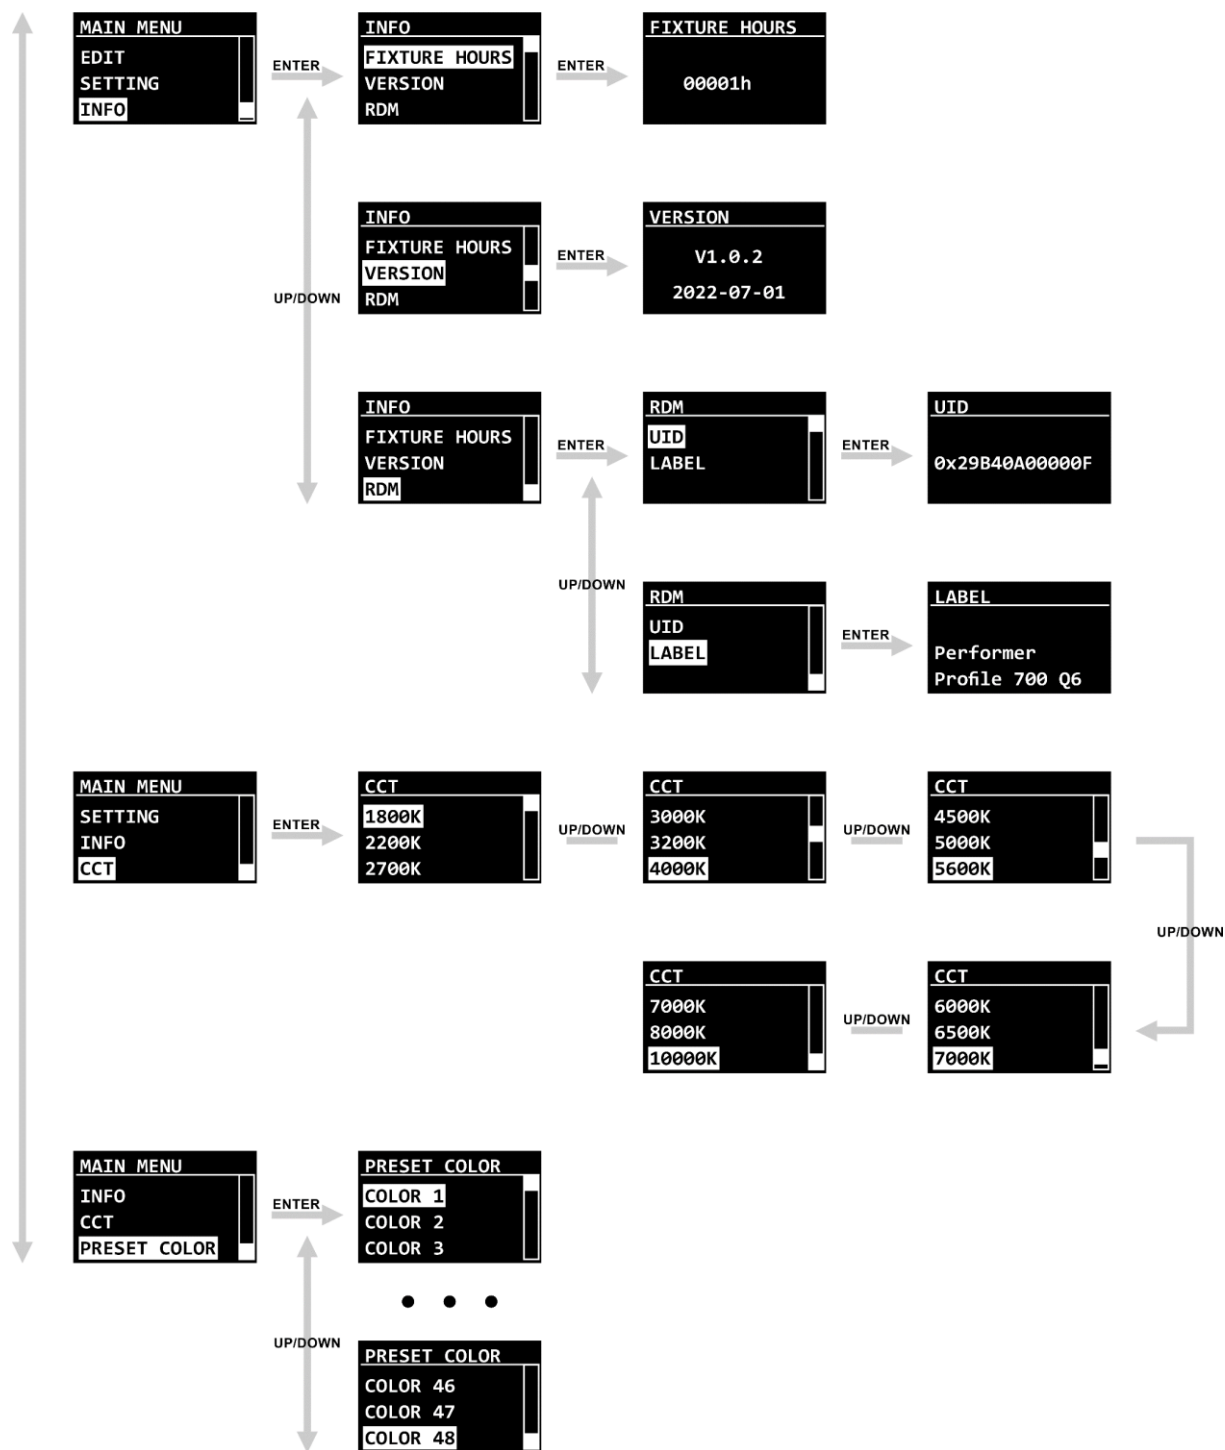 MAIN MENU
EDIT
SETTING
INFO
ENTER
INFO
FIXTURE HOURS
VERSION
RDM
ENTER
FIXTURE HOURS
00001h
UP/DOWN
INFO
FIXTURE HOURS
VERSION
RDM
ENTER
VERSION
V1.0.2
2022-07-01
INFO
FIXTURE HOURS
VERSION
RDM
ENTER
RDM
UID
LABEL
ENTER
UID
0x29B40A00000F
UP/DOWN
RDM
UID
LABEL
ENTER
LABEL
Performer
Profile 700 Q6
MAIN MENU
SETTING
INFO
CCT
ENTER
CCT
1800K
2200K
2700K
UP/DOWN
CCT
3000K
3200K
4000K
UP/DOWN
CCT
4500K
5000K
5600K
UP/DOWN
CCT
7000K
8000K
10000K
UP/DOWN
CCT
6000K
6500K
7000K
MAIN MENU
INFO
CCT
PRESET COLOR
ENTER
PRESET COLOR
COLOR 1
COLOR 2
COLOR 3
UP/DOWN
PRESET COLOR
COLOR 46
COLOR 47
COLOR 48